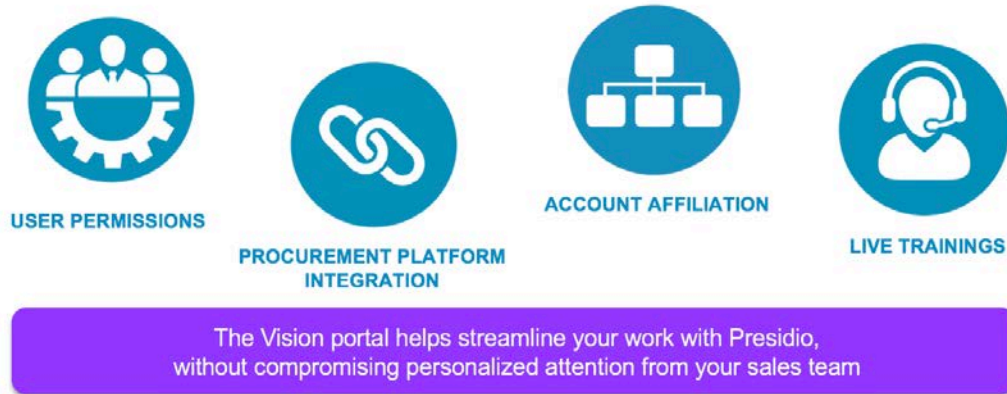 USER PERMISSIONS
PROCUREMENT PLATFORM
INTEGRATION
ACCOUNT AFFILIATION
LIVE TRAININGS
The Vision portal helps streamline your work with Presidio,
without compromising personalized attention from your sales team